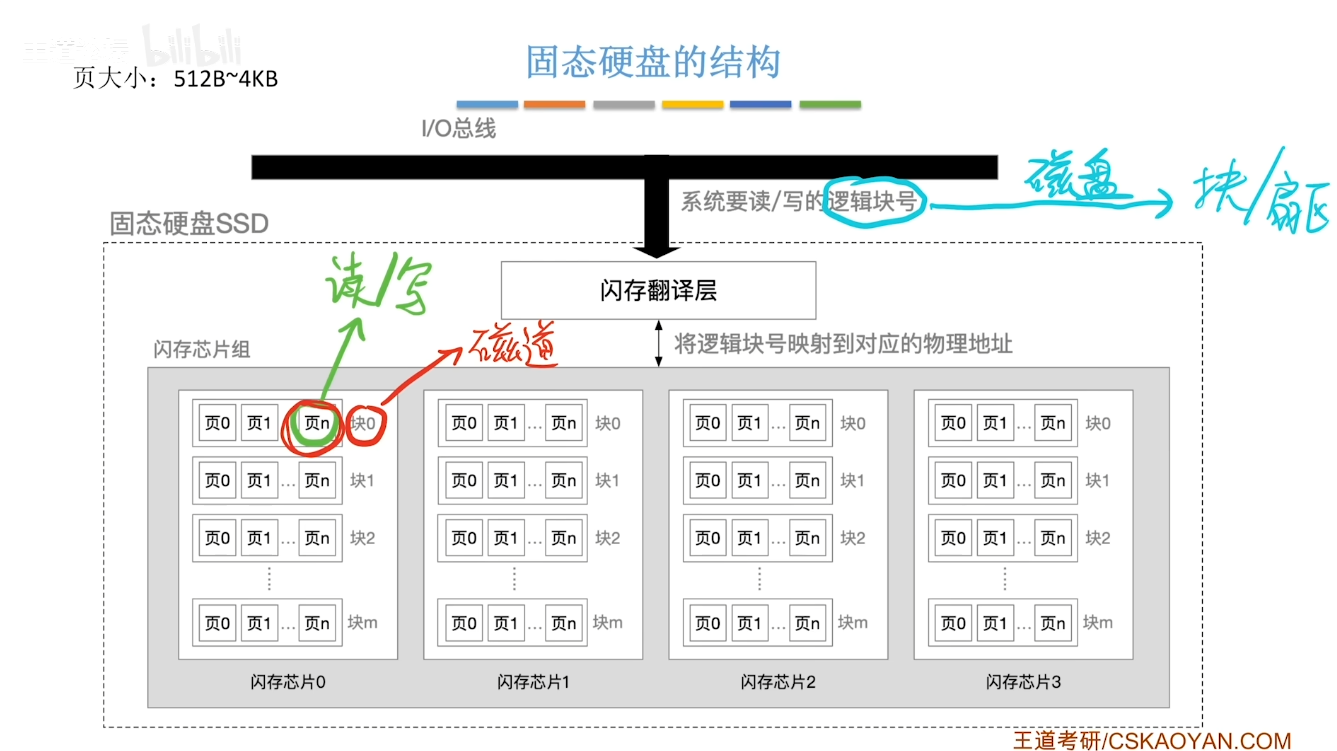 bilibili
固态硬盘的结构
页大小：512B~4KB
I/O总线
系统要读/写的逻辑块号
磁盘
块/扇区
固态硬盘SSD
读/写
闪存翻译层
磁道
闪存芯片组
将逻辑块号映射到对应的物理地址
页0 页1 页n 块0 页0 页1 … 页n 块0 页0 页1 … 页n 块0 页0 页1 … 页n 块0
页0 页1 … 页n 块1 页0 页1 … 页n 块1 页0 页1 … 页n 块1 页0 页1 … 页n 块1
页0 页1 … 页n 块2 页0 页1 … 页n 块2 页0 页1 … 页n 块2 页0 页1 … 页n 块2
页0 页1 … 页n 块m 页0 页1 … 页n 块m 页0 页1 … 页n 块m 页0 页1 … 页n 块m
闪存芯片0 闪存芯片1 闪存芯片2 闪存芯片3
王道考研/CSKAOYAN.COM